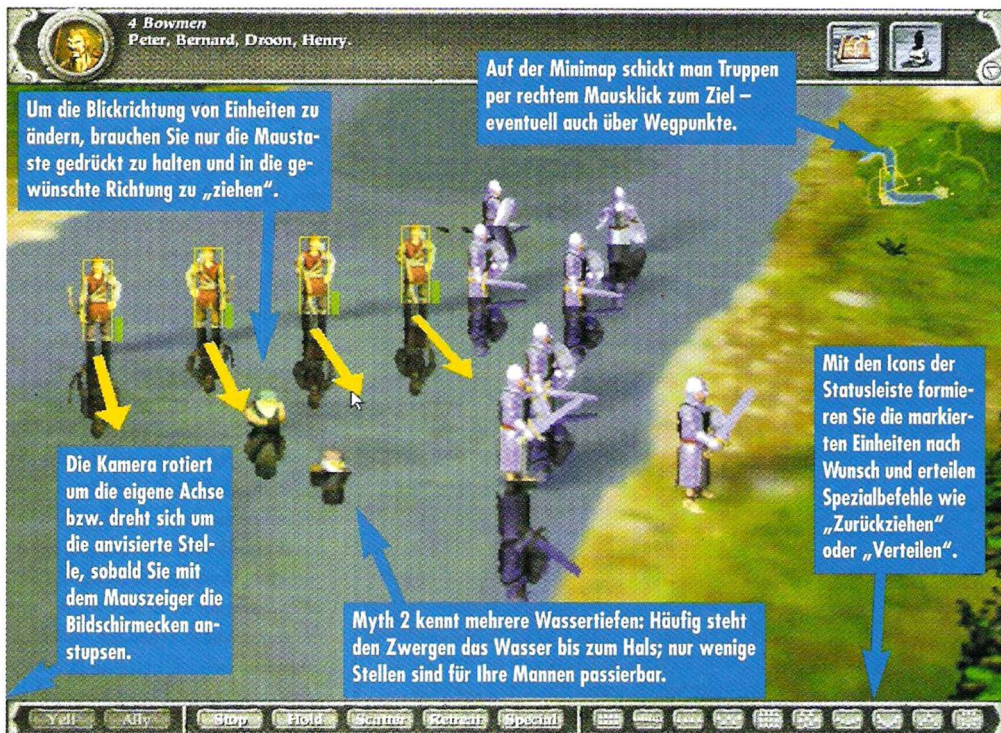 4 Bowmen
Peter, Bernard, Droon, Henry.
Um die Blickrichtung von Einheiten zu
ändern, brauchen Sie nur die Mausta-
ste gedrückt zu halten und in die ge-
wünschte Richtung zu „ziehen“.
Auf der Minimap schickt man Truppen
per rechtem Mausklick zum Ziel –
eventuell auch über Wegpunkte.
Die Kamera rotiert
um die eigene Achse
bzw. dreht sich um
die anvisierte Stel-
le, sobald Sie mit
dem Mauszeiger die
Bildschirmecken an-
stupsen.
Myth 2 kennt mehrere Wassertiefen: Häufig steht
den Zwergen das Wasser bis zum Hals; nur wenige
Stellen sind für Ihre Mannen passierbar.
Mit den Icons der
Statusleiste formie-
ren Sie die markier-
ten Einheiten nach
Wunsch und erteilen
Spezialbefehle wie
„Zurückziehen“
oder „Verteilen“.
Yell Ally Stop Hold Scatter Retreat Special